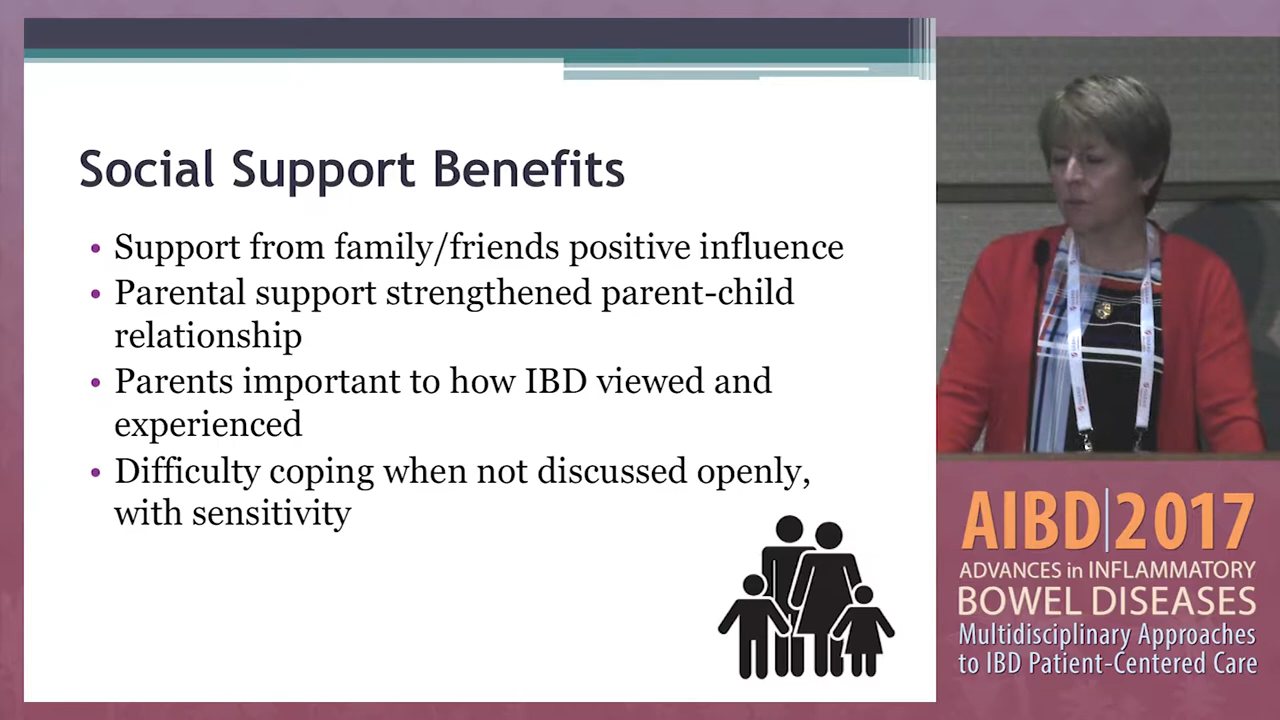 Social Support Benefits
• Support from family/friends positive influence
• Parental support strengthened parent-child
relationship
• Parents important to how IBD viewed and
experienced
• Difficulty coping when not discussed openly,
with sensitivity
AIBD|2017
ADVANCES in INFLAMMATORY
BOWEL DISEASES
Multidisciplinary Approaches
to IBD Patient-Centered Care